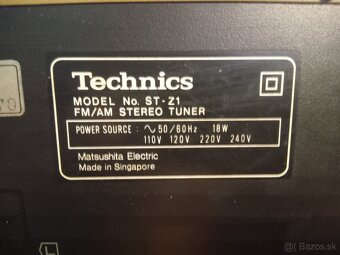 Technics
MODEL No. ST-Z1
FM/AM STEREO TUNER
POWER SOURCE : ∿50/60Hz 18W
110V 120V 220V 240V
Matsushita Electric
Made in Singapore
L
Bazos.sk